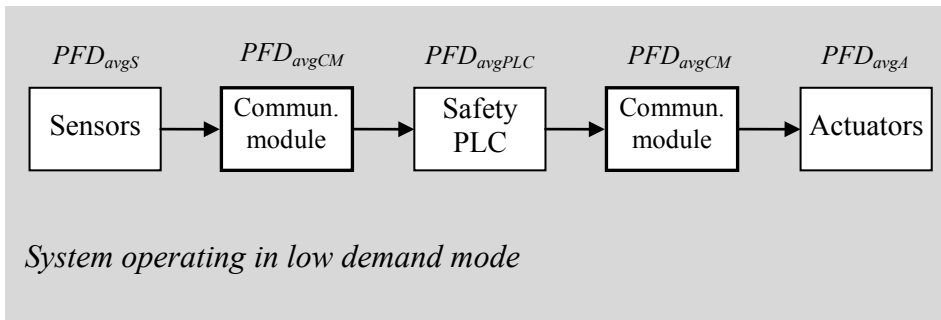 PFDavgS PFDavgCM PFDavgPLC PFDavgCM PFDavgA
Sensors
Commun.
module
Safety
PLC
Commun.
module
Actuators
System operating in low demand mode